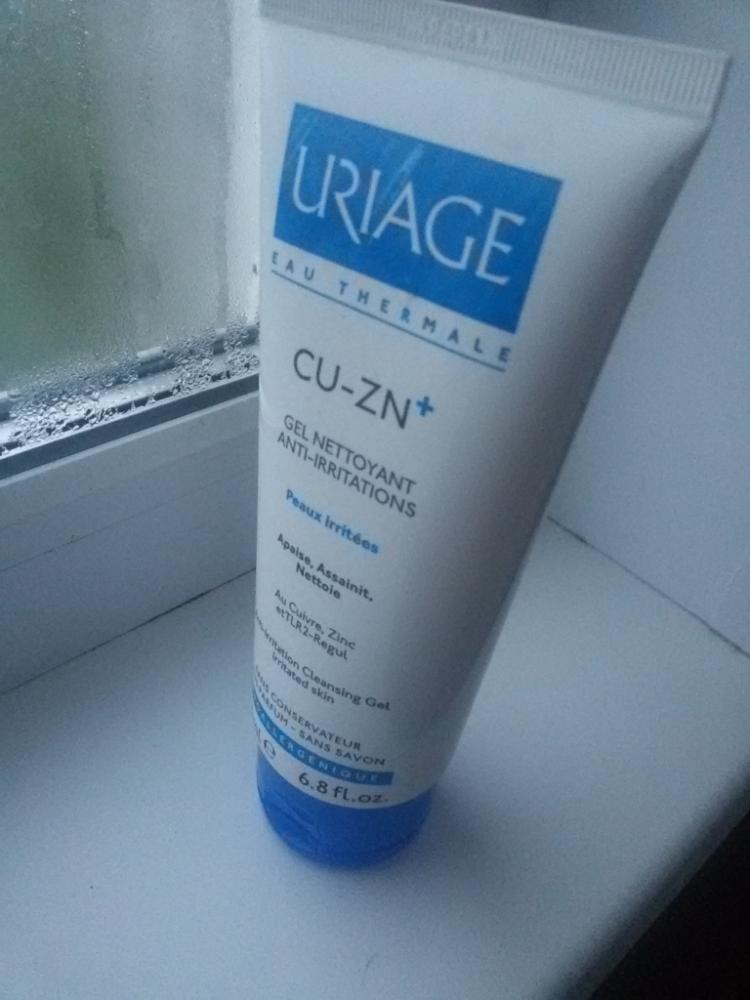 URIAGE
EAU THERMALE
CU-ZN+
GEL NETTOYANT
ANTI-IRRITATIONS
Peaux irritées
Apaise, Assainit,
Nettoie
Au Cuivre, Zinc
et TLR2-Regul
Cleansing Gel
irritated skin
CONSERVATEUR
PARFUM - SANS SAVON
e
6.8 fl.oz.